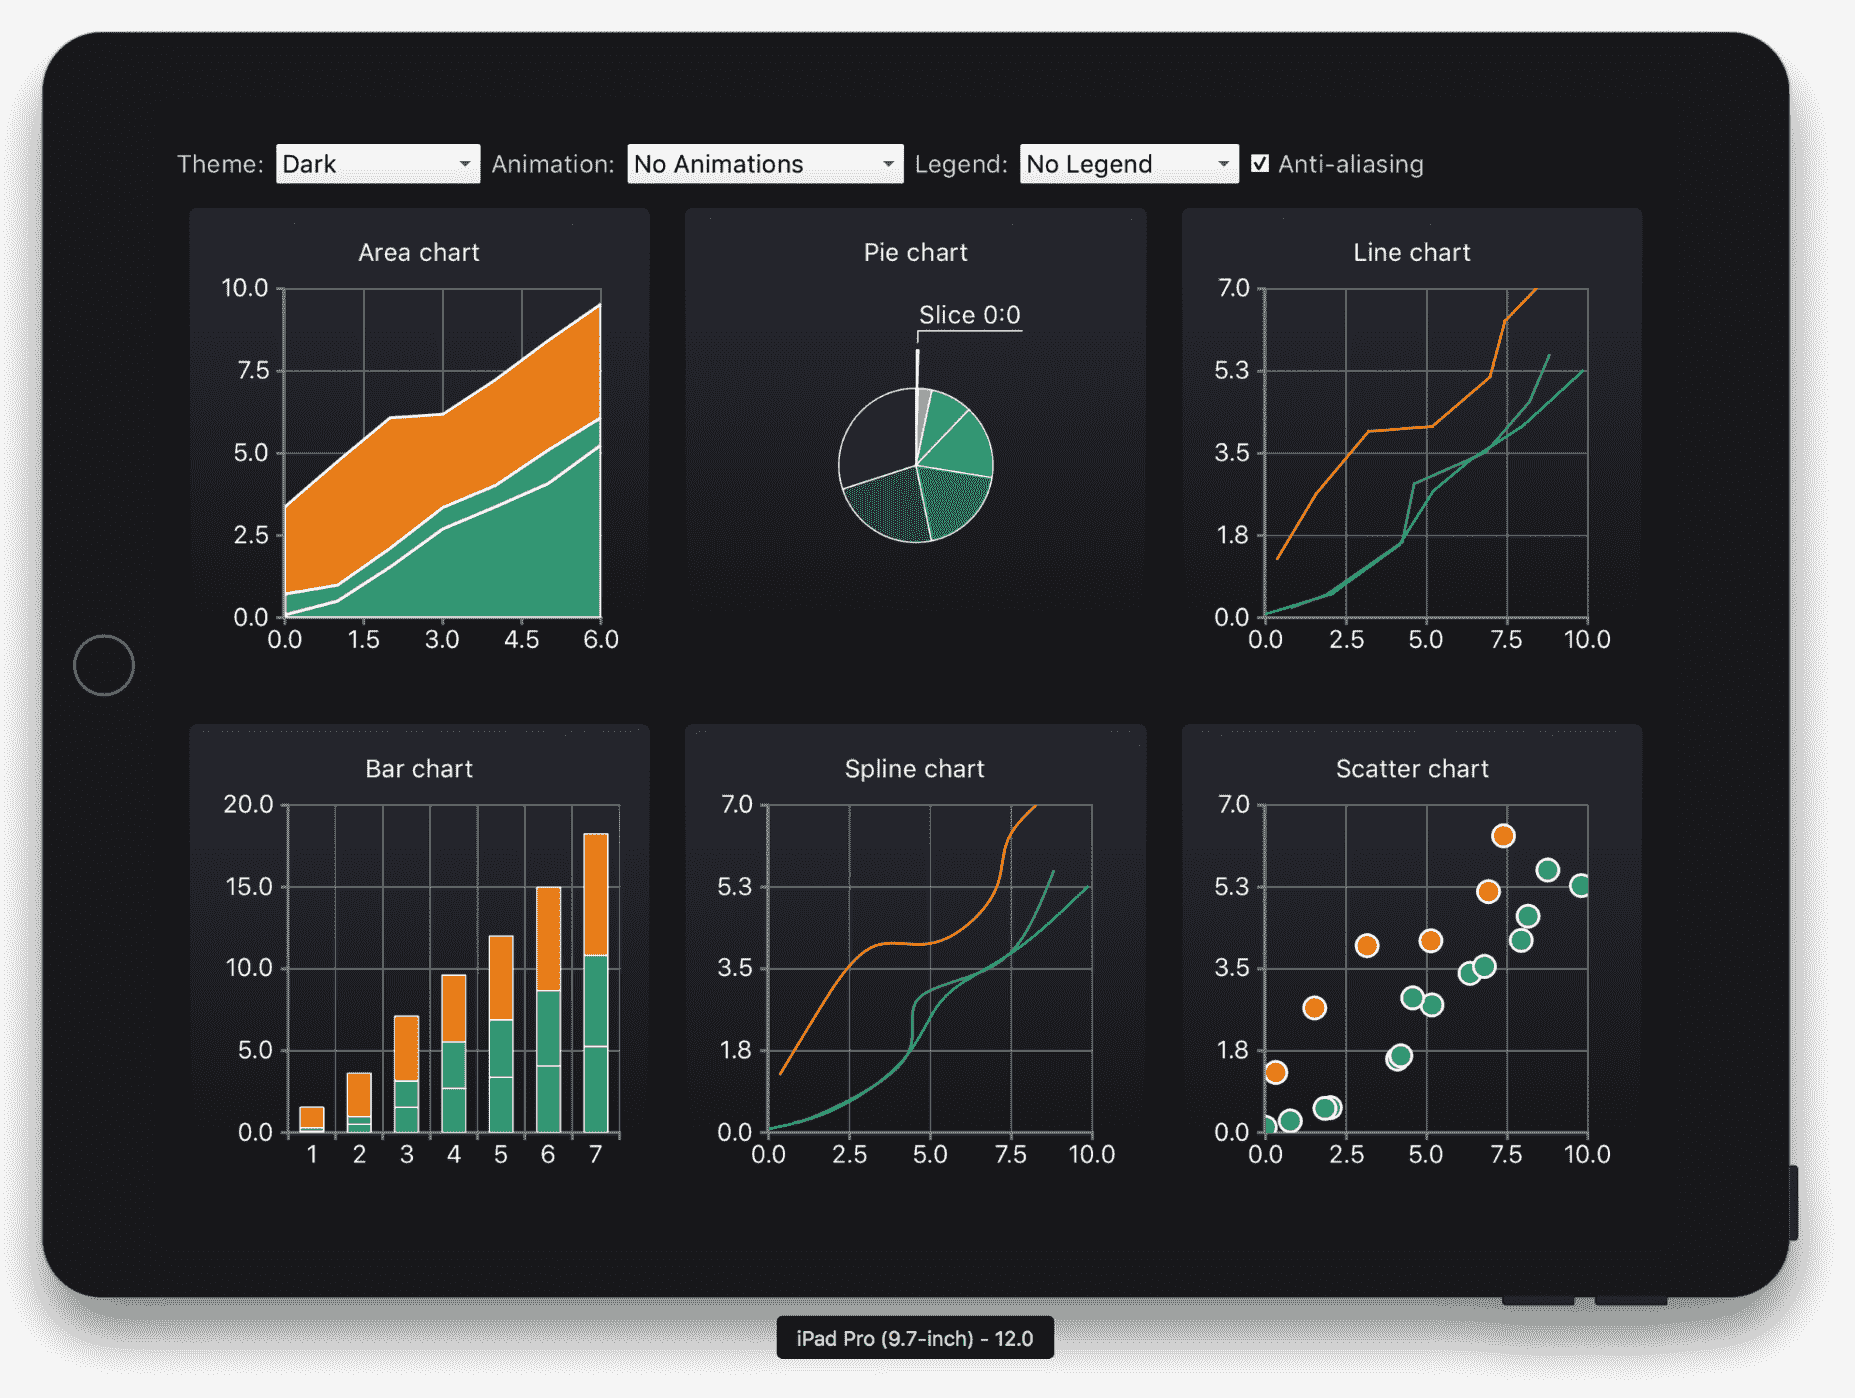 Theme: Dark Animation: No Animations Legend: No Legend Anti-aliasing
Area chart
10.0
7.5
5.0
2.5
0.0
0.0 1.5 3.0 4.5 6.0
Pie chart
Slice 0:0
Line chart
7.0
5.3
3.5
1.8
0.0
0.0 2.5 5.0 7.5 10.0
Bar chart
20.0
15.0
10.0
5.0
0.0
1 2 3 4 5 6 7
Spline chart
7.0
5.3
3.5
1.8
0.0
0.0 2.5 5.0 7.5 10.0
Scatter chart
7.0
5.3
3.5
1.8
0.0
0.0 2.5 5.0 7.5 10.0
iPad Pro (9.7-inch) - 12.0